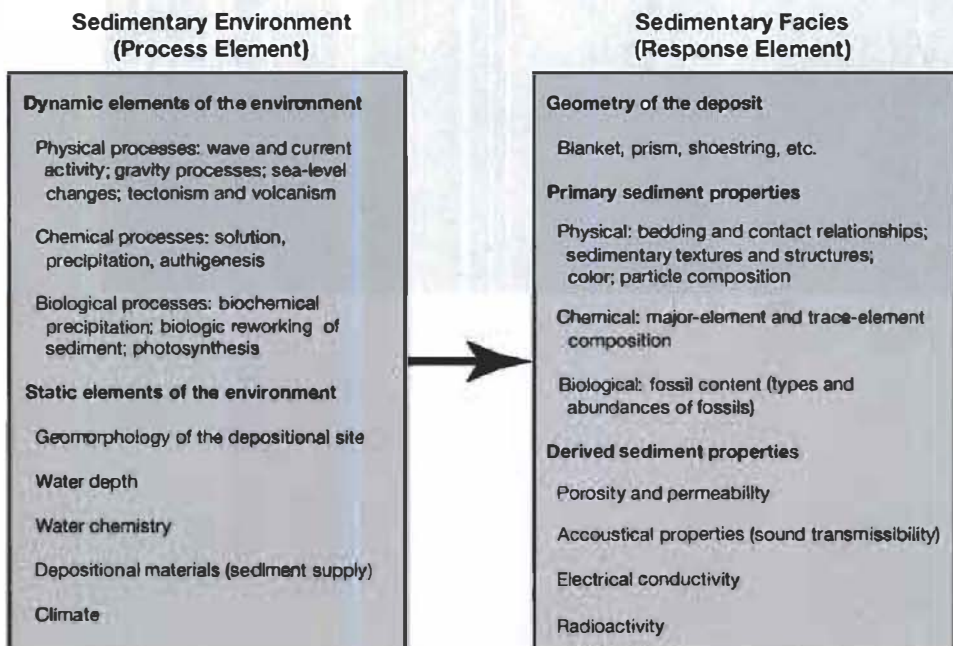 Sedimentary Environment
(Process Element)
Dynamic elements of the environment
Physical processes: wave and current
activity; gravity processes; sea-level
changes; tectonism and volcanism
Chemical processes: solution,
precipitation, authigenesis
Biological processes: biochemical
precipitation; biologic reworking of
sediment; photosynthesis
Static elements of the environment
Geomorphology of the depositional site
Water depth
Water chemistry
Depositional materials (sediment supply)
Climate
Sedimentary Facies
(Response Element)
Geometry of the deposit
Blanket, prism, shoestring, etc.
Primary sediment properties
Physical: bedding and contact relationships;
sedimentary textures and structures;
color; particle composition
Chemical: major-element and trace-element
composition
Biological: fossil content (types and
abundances of fossils)
Derived sediment properties
Porosity and permeability
Accoustical properties (sound transmissibility)
Electrical conductivity
Radioactivity